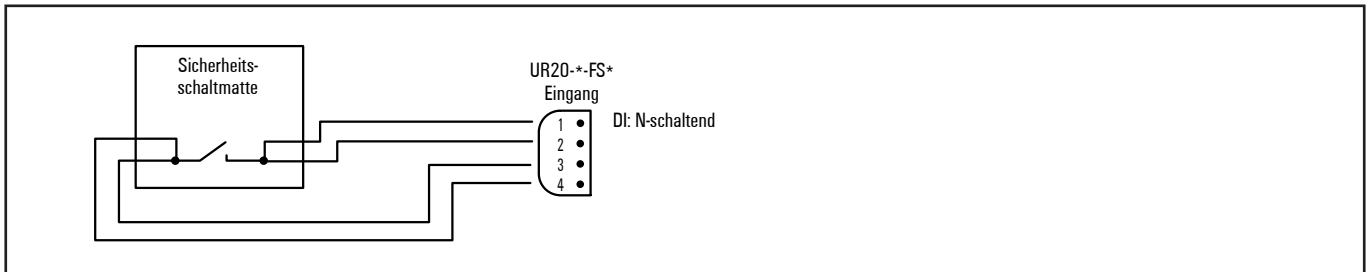 Sicherheits-
schaltmatte
UR20-*-FS*
Eingang
DI: N-schaltend
1
2
3
4